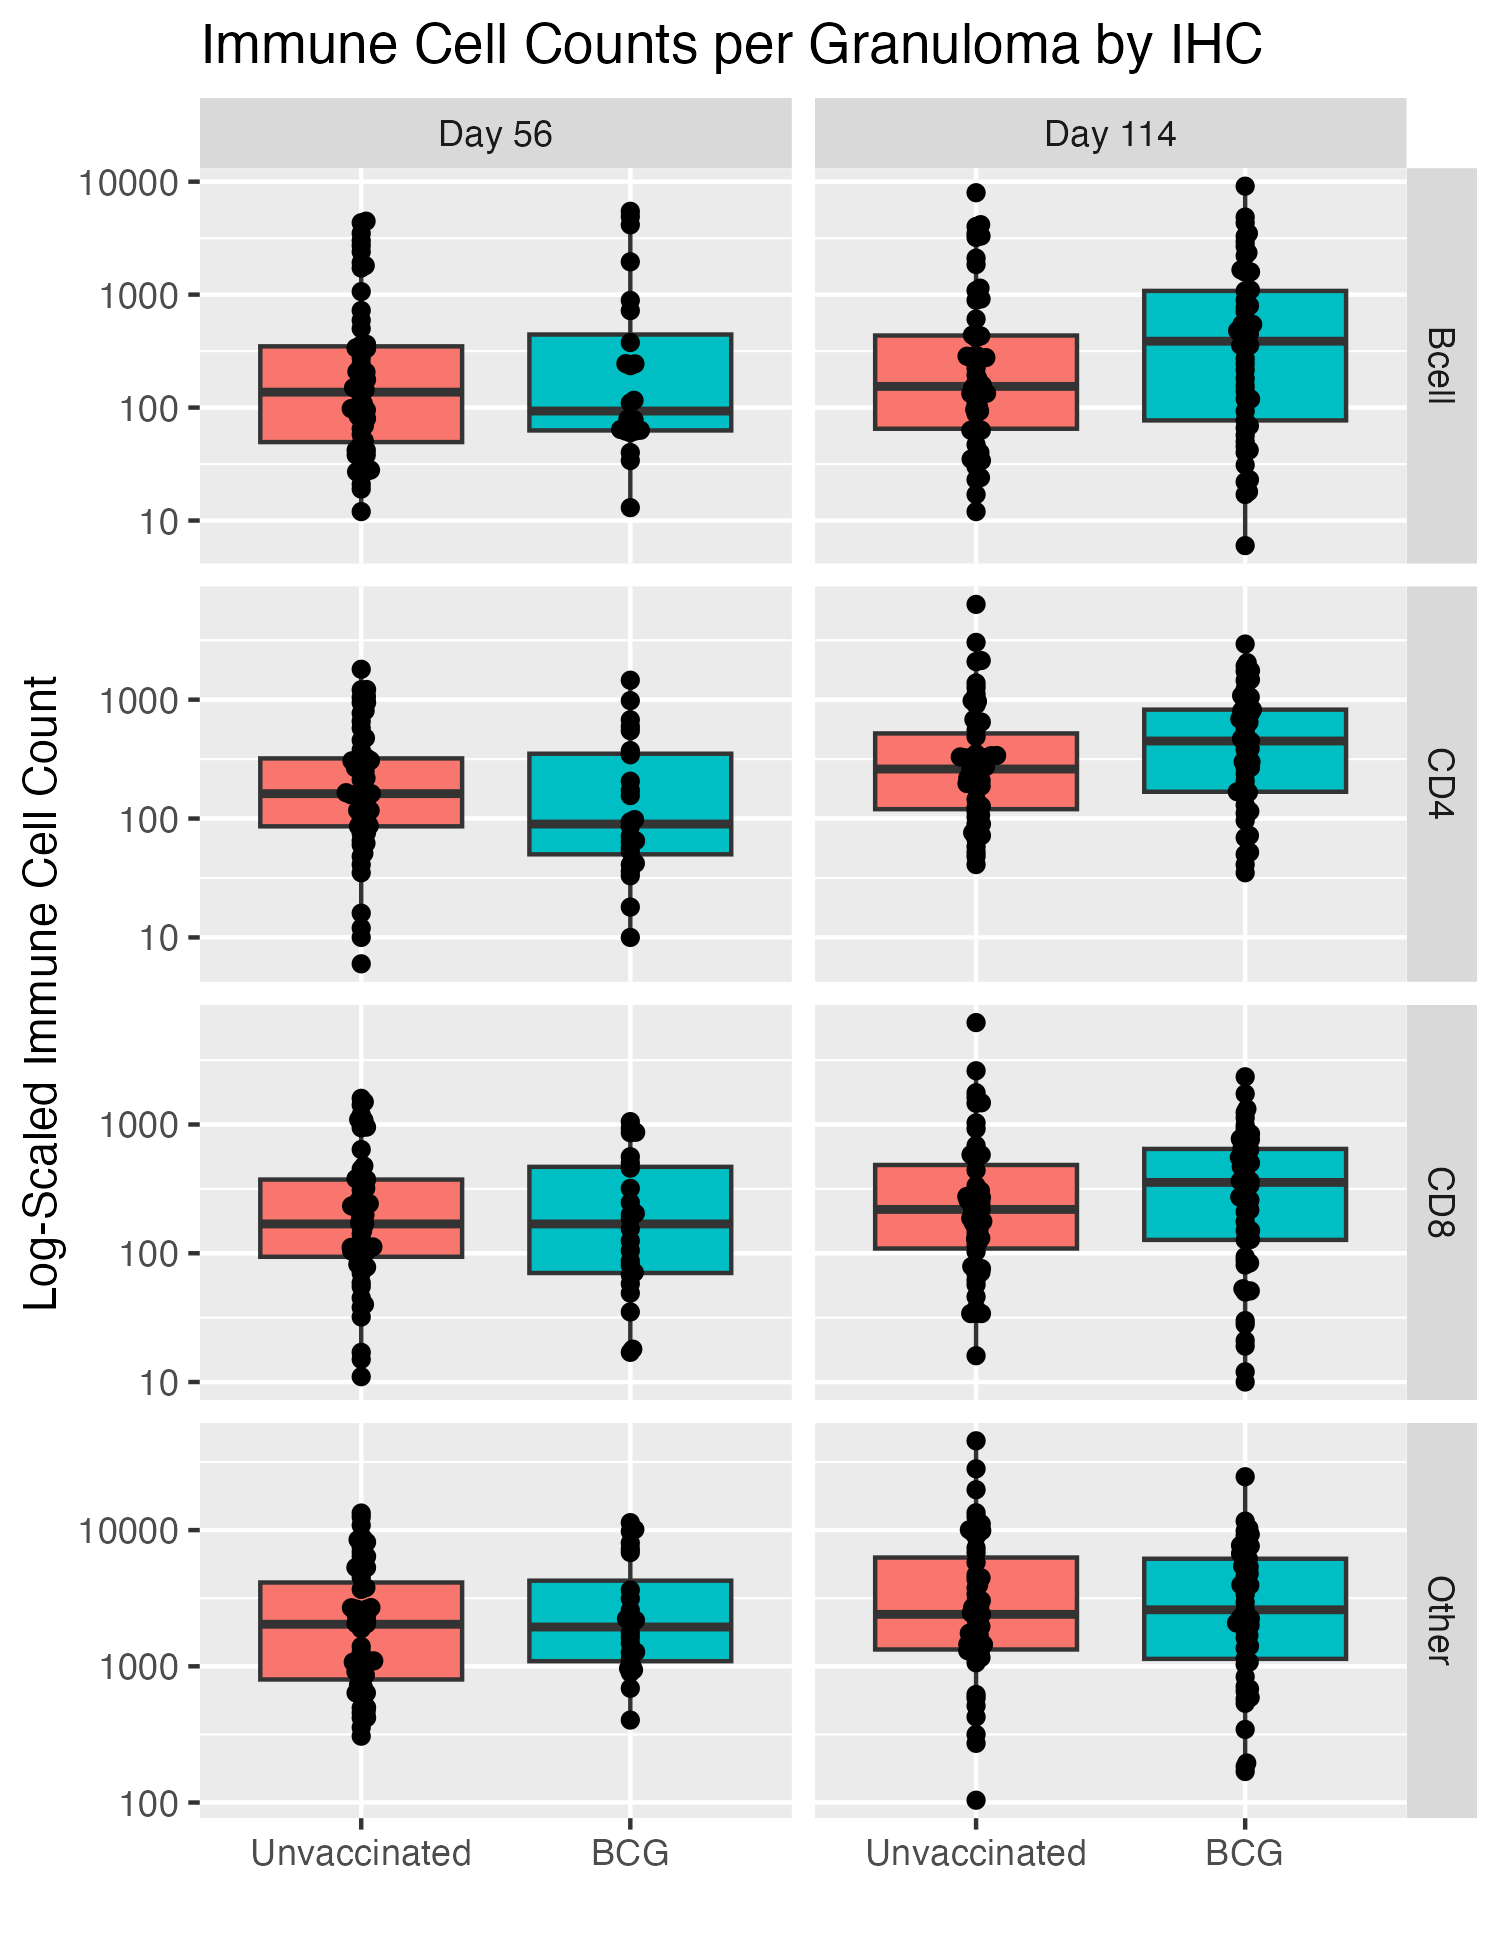 Immune Cell Counts per Granuloma by IHC
Day 56
Day 114
10000
1000
100
10
Bcell
1000
100
10
CD4
1000
100
10
CD8
10000
1000
100
Other
Log-Scaled Immune Cell Count
Unvaccinated
BCG
Unvaccinated
BCG